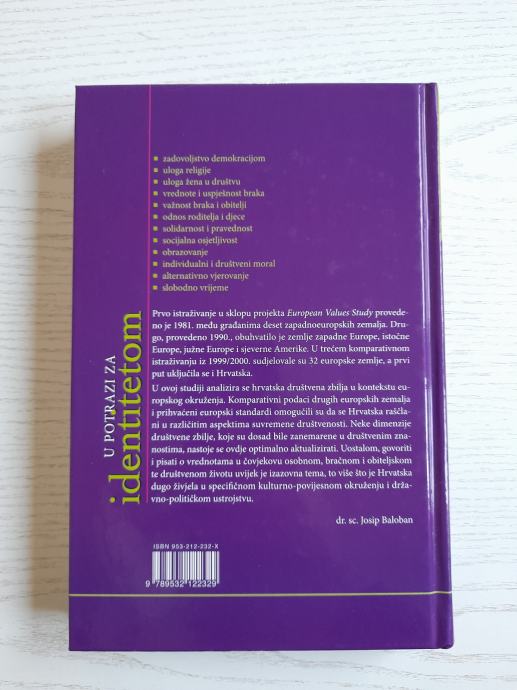 U POTRAZI ZA
identitetom
▪ zadovoljstvo demokracijom
▪ uloga religije
▪ uloga žena u društvu
▪ vrednote i uspješnost braka
▪ važnost braka i obitelji
▪ odnos roditelja i djece
▪ solidarnost i pravednost
▪ socijalna osjetljivost
▪ obrazovanje
▪ individualni i društveni moral
▪ alternativno vjerovanje
▪ slobodno vrijeme
Prvo istraživanje u sklopu projekta European Values Study provede-
no je 1981. među građanima deset zapadnoeuropskih zemalja. Dru-
go, provedeno 1990., obuhvatilo je zemlje zapadne Europe, istočne
Europe, južne Europe i sjeverne Amerike. U trećem komparativnom
istraživanju iz 1999/2000. sudjelovale su 32 europske zemlje, a prvi
put uključila se i Hrvatska.
U ovoj studiji analizira se hrvatska društvena zbilja u kontekstu eu-
ropskog okruženja. Komparativni podaci drugih europskih zemalja
i prihvaćeni europski standardi omogućili su da se Hrvatska raščla-
ni u različitim aspektima suvremene društvenosti. Neke dimenzije
društvene zbilje, koje su dosad bile zanemarene u društvenim zna-
nostima, nastoje se ovdje optimalno aktualizirati. Uostalom, govoriti
i pisati o vrednotama u čovjekovu osobnom, bračnom i obiteljskom
te društvenom životu uvijek je izazovna tema, to više što je Hrvatska
dugo živjela u specifičnom kulturno-povijesnom okruženju i drža-
vno-političkom ustrojstvu.
dr. sc. Josip Baloban
ISBN 953-212-232-X
9 789532 122329